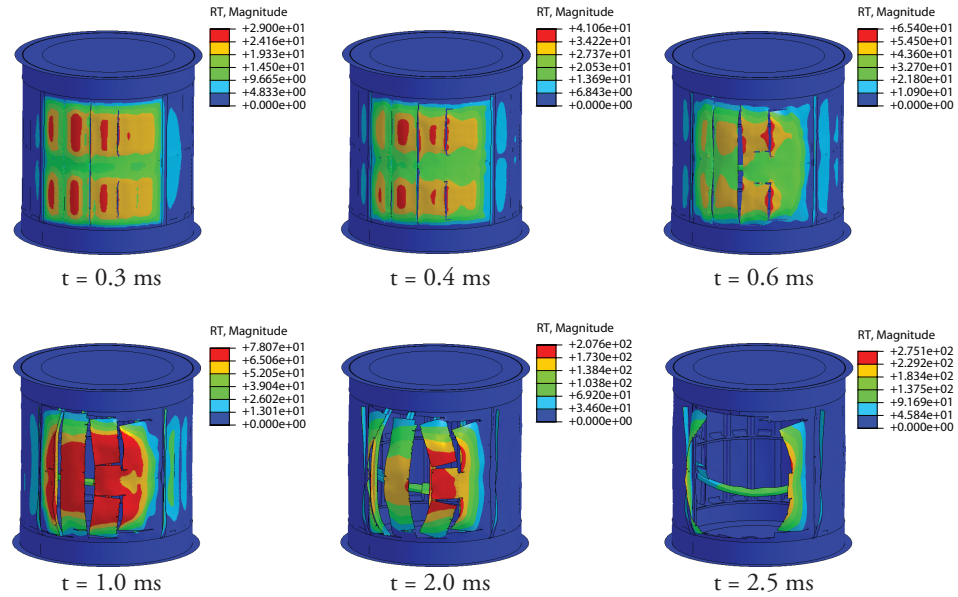 RT, Magnitude
+2.900e+01
+2.416e+01
+1.933e+01
+1.450e+01
+9.665e+00
+4.833e+00
+0.000e+00
t = 0.3 ms
RT, Magnitude
+4.106e+01
+3.422e+01
+2.737e+01
+2.053e+01
+1.369e+01
+6.843e+00
+0.000e+00
t = 0.4 ms
RT, Magnitude
+6.540e+01
+5.450e+01
+4.360e+01
+3.270e+01
+2.180e+01
+1.090e+01
+0.000e+00
t = 0.6 ms
RT, Magnitude
+7.807e+01
+6.506e+01
+5.205e+01
+3.904e+01
+2.602e+01
+1.301e+01
+0.000e+00
t = 1.0 ms
RT, Magnitude
+2.076e+02
+1.730e+02
+1.384e+02
+1.038e+02
+6.920e+01
+3.460e+01
+0.000e+00
t = 2.0 ms
RT, Magnitude
+2.751e+02
+2.292e+02
+1.834e+02
+1.375e+02
+9.169e+01
+4.584e+01
+0.000e+00
t = 2.5 ms